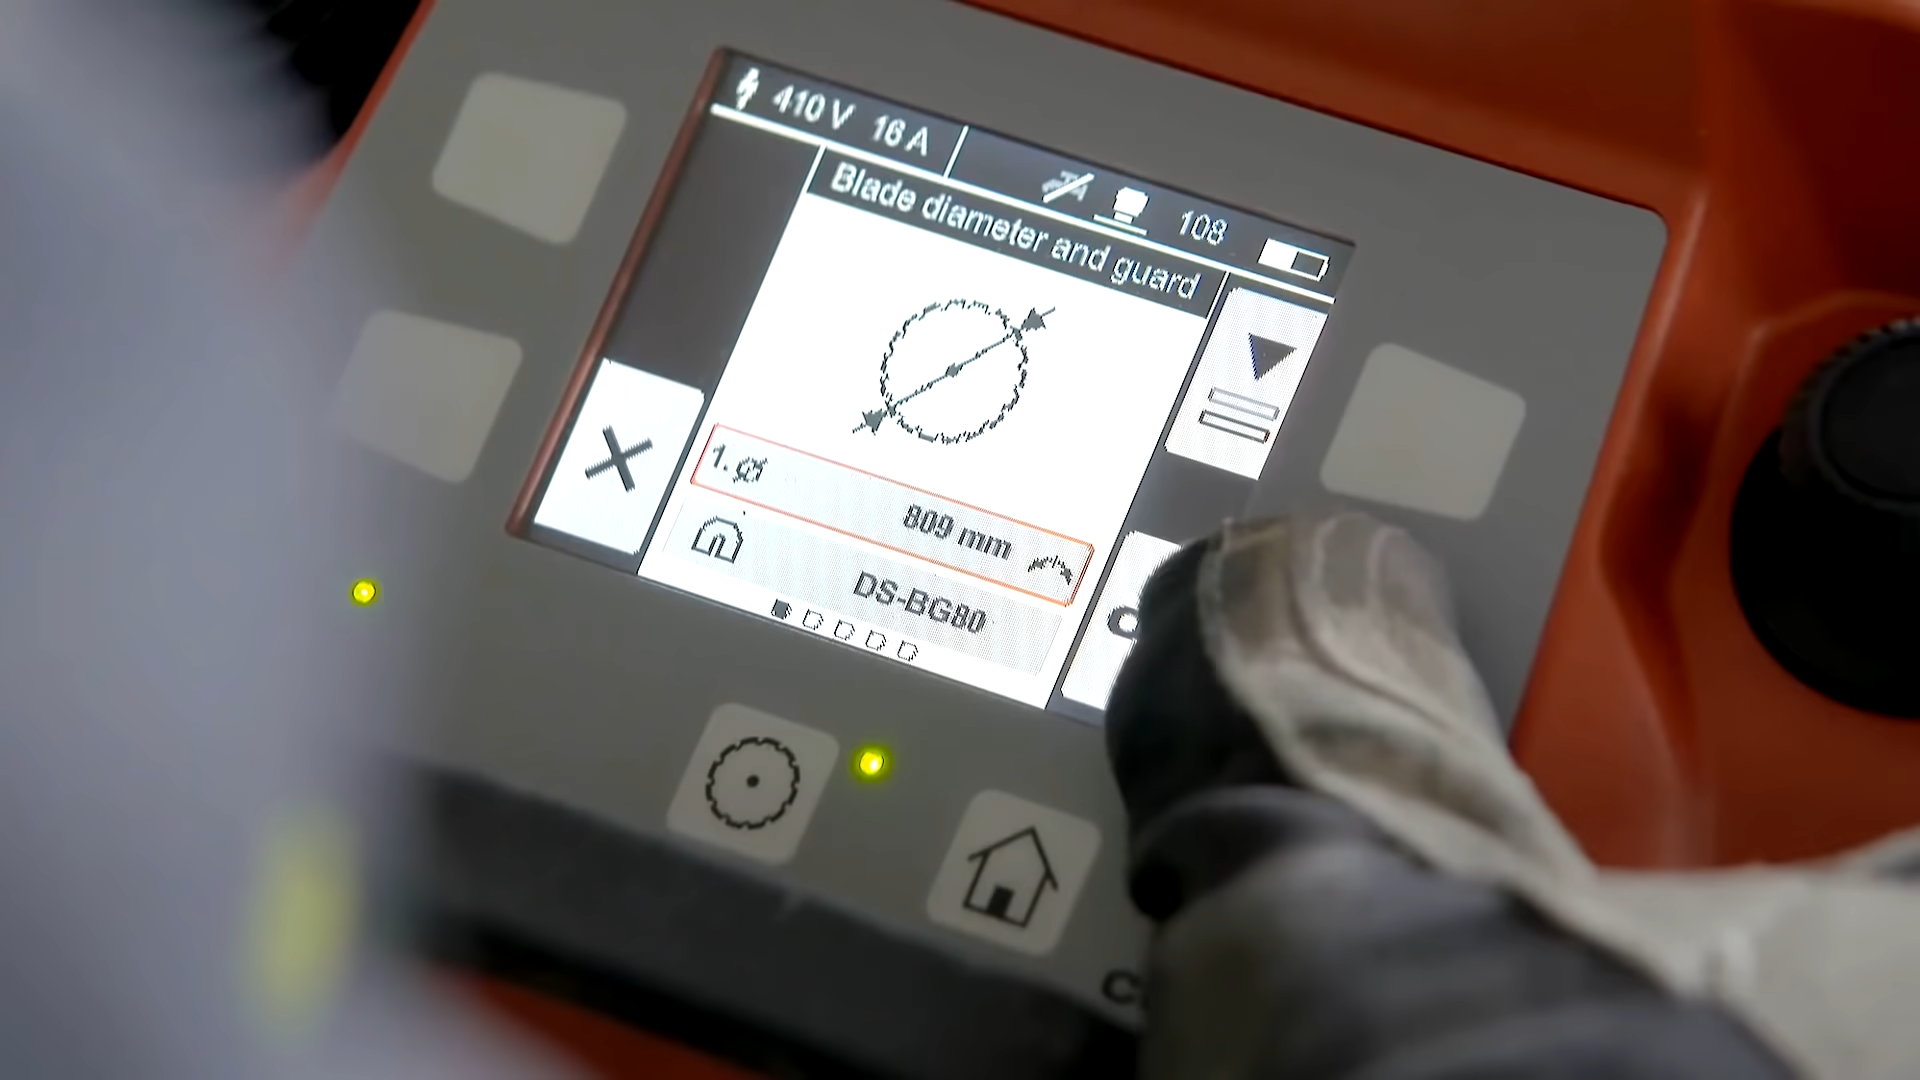 410 V 16 A
108
Blade diameter and guard
1. 809 mm
DS-BG80